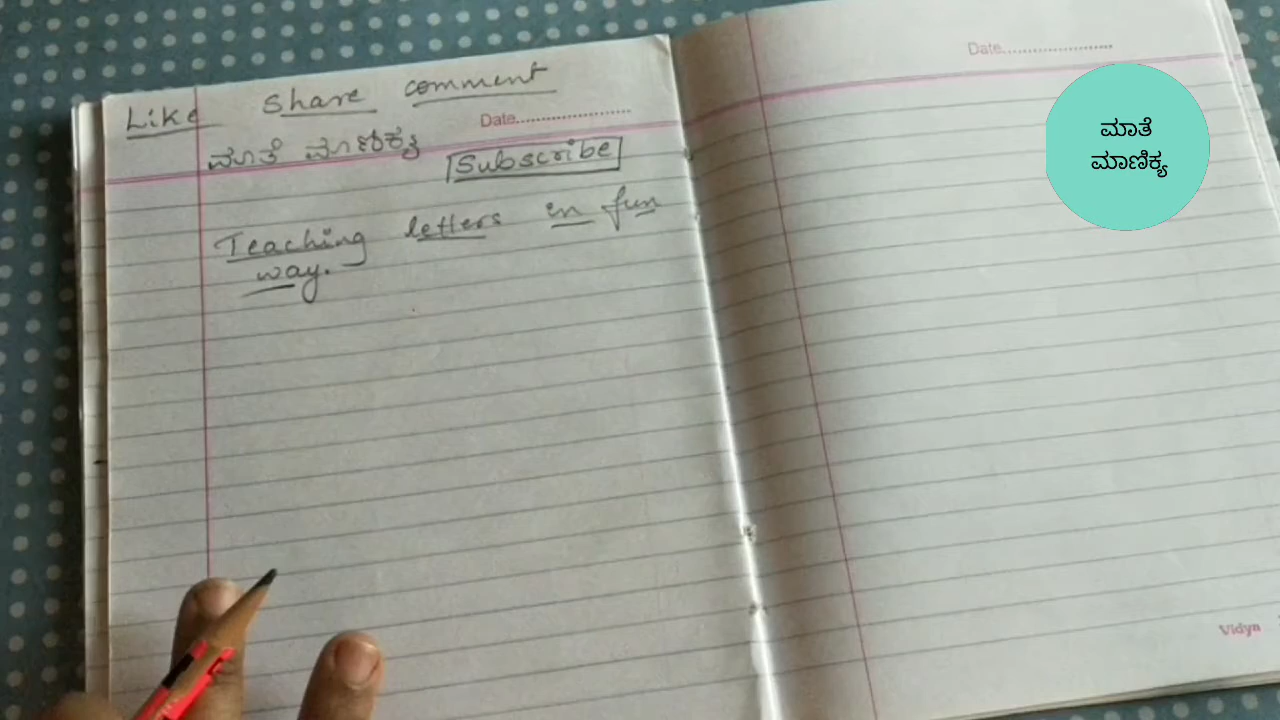 Like Share comment
Date
ಮಾತೆ ಮಾಣಿಕ್ಯ
Subscribe
Teaching letters in fun
way.
Date
ಮಾತೆ
ಮಾಣಿಕ್ಯ
Vidya